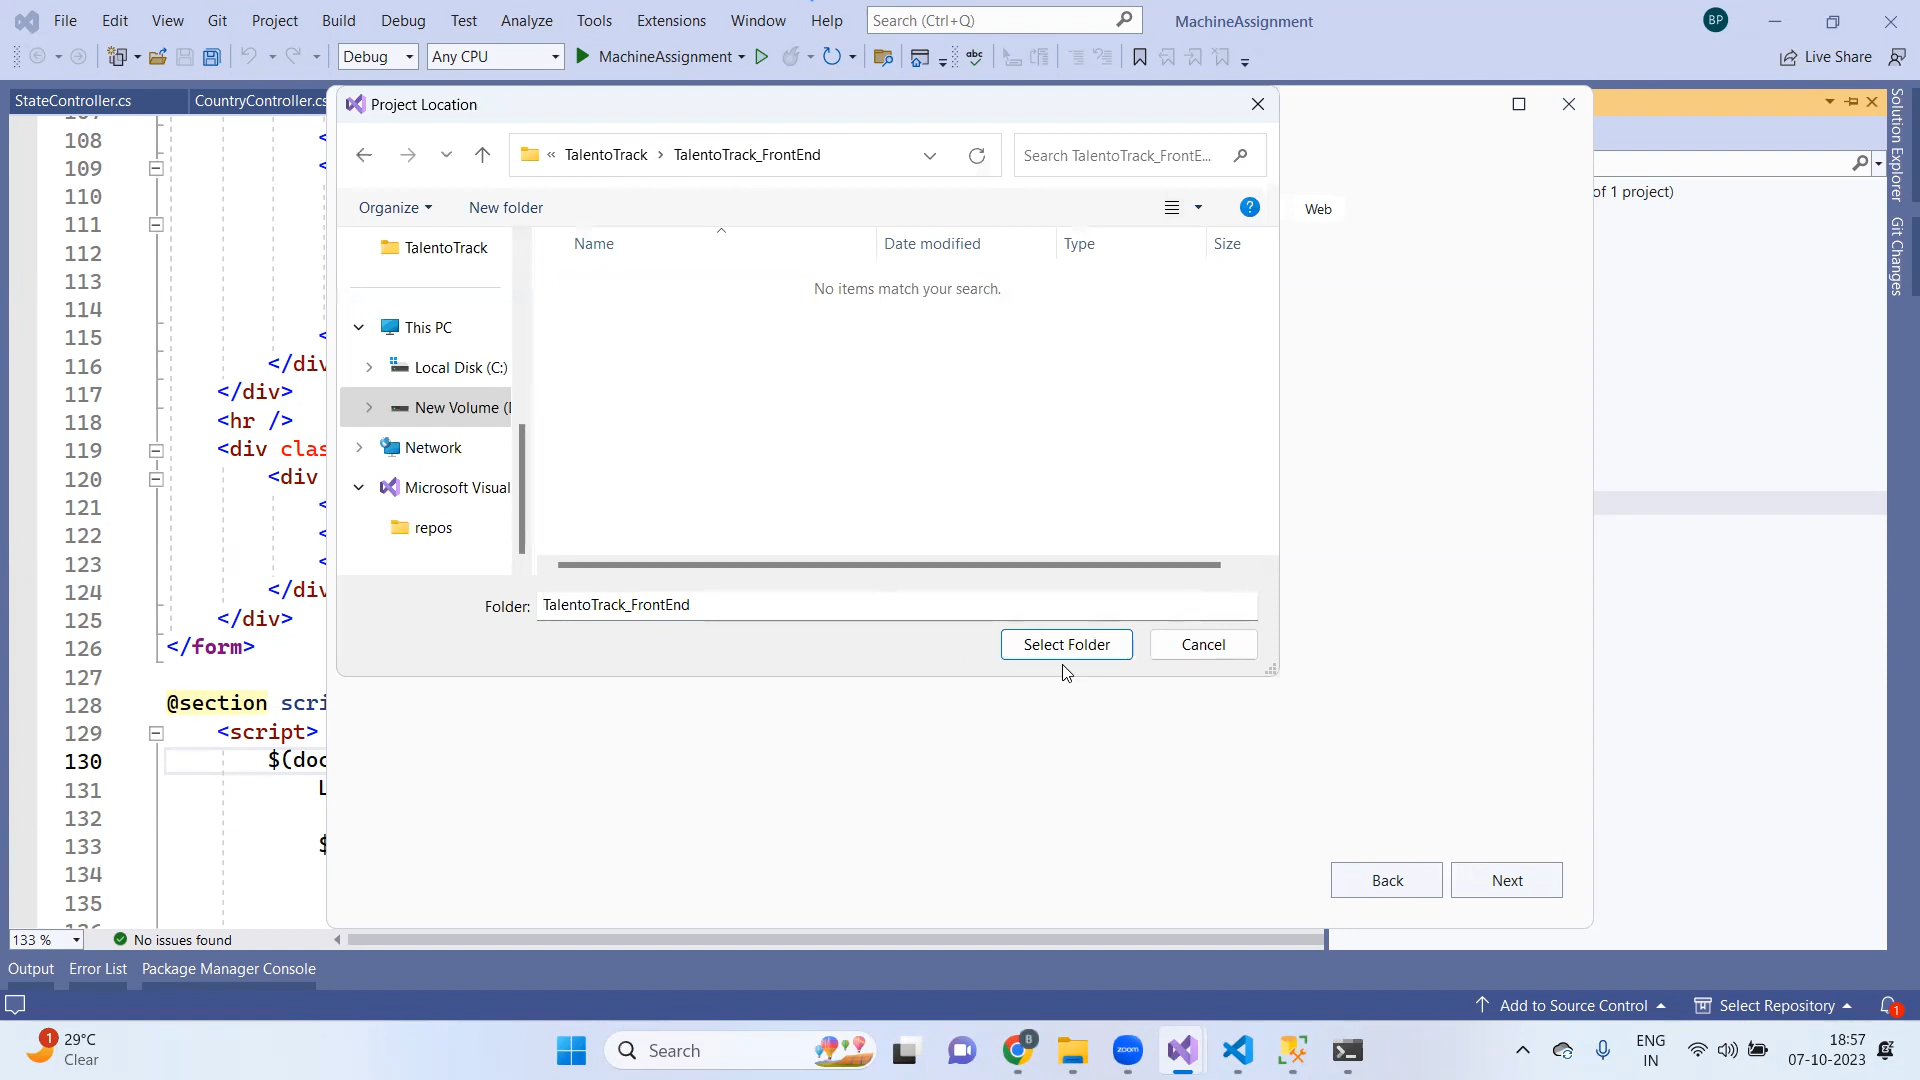 File Edit View Git Project Build Debug Test Analyze Tools Extensions Window Help Search (Ctrl+Q) MachineAssignment BP
Debug Any CPU MachineAssignment Live Share
StateController.cs CountryController.cs
Project Location
« TalentoTrack > TalentoTrack_FrontEnd Search TalentoTrack_FrontE...
Organize New folder
Name Date modified Type Size
No items match your search.
TalentoTrack
This PC
Local Disk (C:)
New Volume (
Network
Microsoft Visual
repos
Folder: TalentoTrack_FrontEnd
Select Folder Cancel
Web
Back Next
of 1 project)
Solution Explorer
Git Changes
108 <
109 <
110
111
112
113
114
115 <
116 </div
117 </div>
118 <hr />
119 <div clas
120 <div
121 <
122 <
123 <
124 </div
125 </div>
126 </form>
127
128 @section scri
129 <script>
130 $(doc
131 L
132
133 $
134
135
133 % No issues found
Output Error List Package Manager Console
Add to Source Control Select Repository 1
1 29°C
Clear
Search
B
zoom
ENG
IN
18:57
07-10-2023